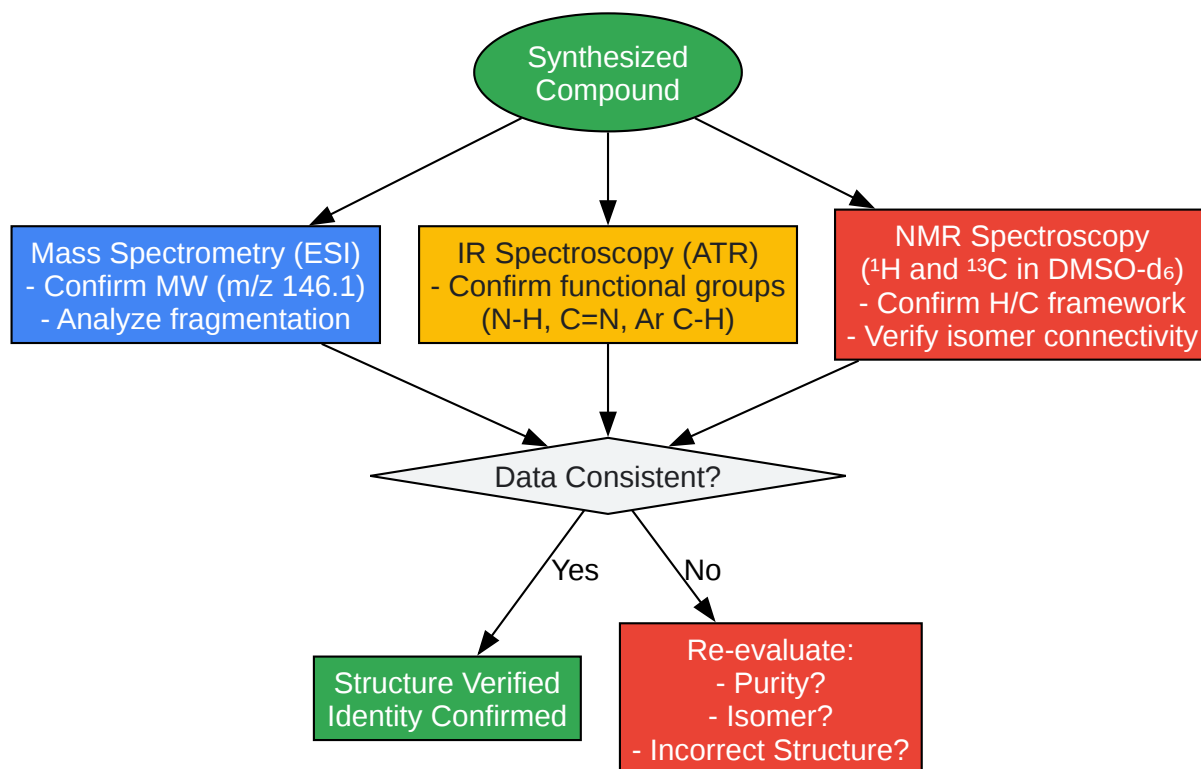 Synthesized
Compound
Mass Spectrometry (ESI)
- Confirm MW (m/z 146.1)
- Analyze fragmentation
IR Spectroscopy (ATR)
- Confirm functional groups
(N-H, C=N, Ar C-H)
NMR Spectroscopy
(¹H and ¹³C in DMSO-d₆)
- Confirm H/C framework
- Verify isomer connectivity
Data Consistent?
Yes
No
Structure Verified
Identity Confirmed
Re-evaluate:
- Purity?
- Isomer?
- Incorrect Structure?